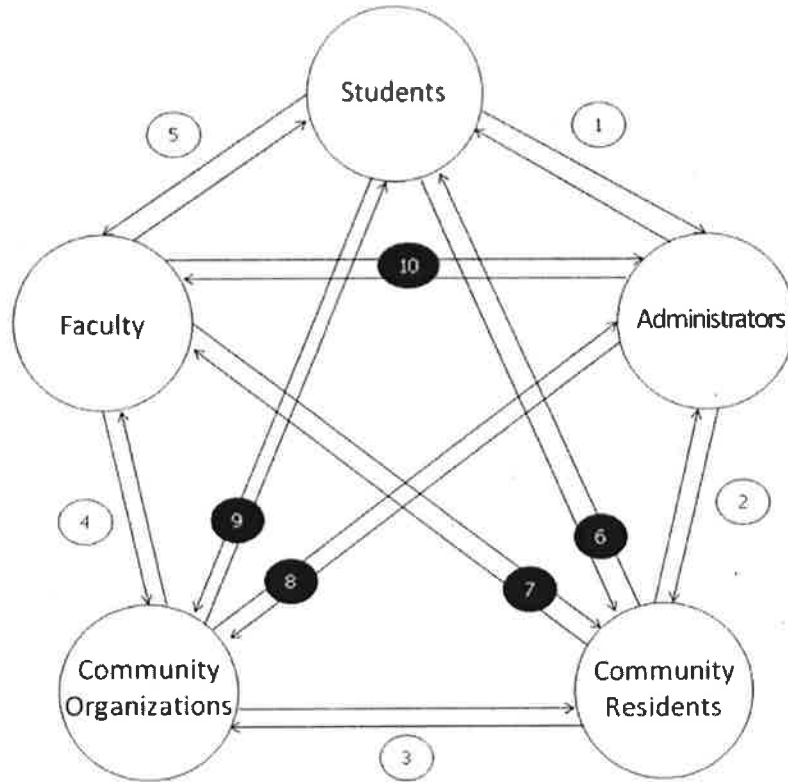 Students
5
1
10
Faculty
Administrators
4
9
6
2
8
7
Community
Organizations
Community
Residents
3